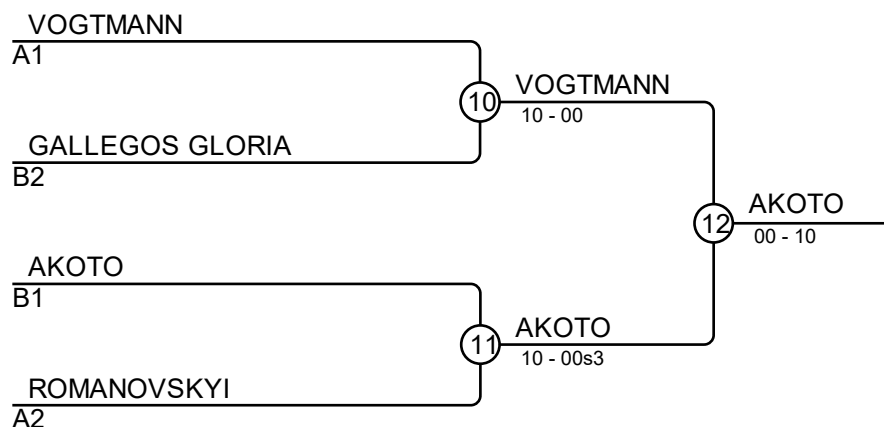 VOGTMANN
A1
10
VOGTMANN
10 - 00
GALLEGOS GLORIA
B2
12
AKOTO
00 - 10
AKOTO
B1
11
AKOTO
10 - 00s3
ROMANOVSKYI
A2